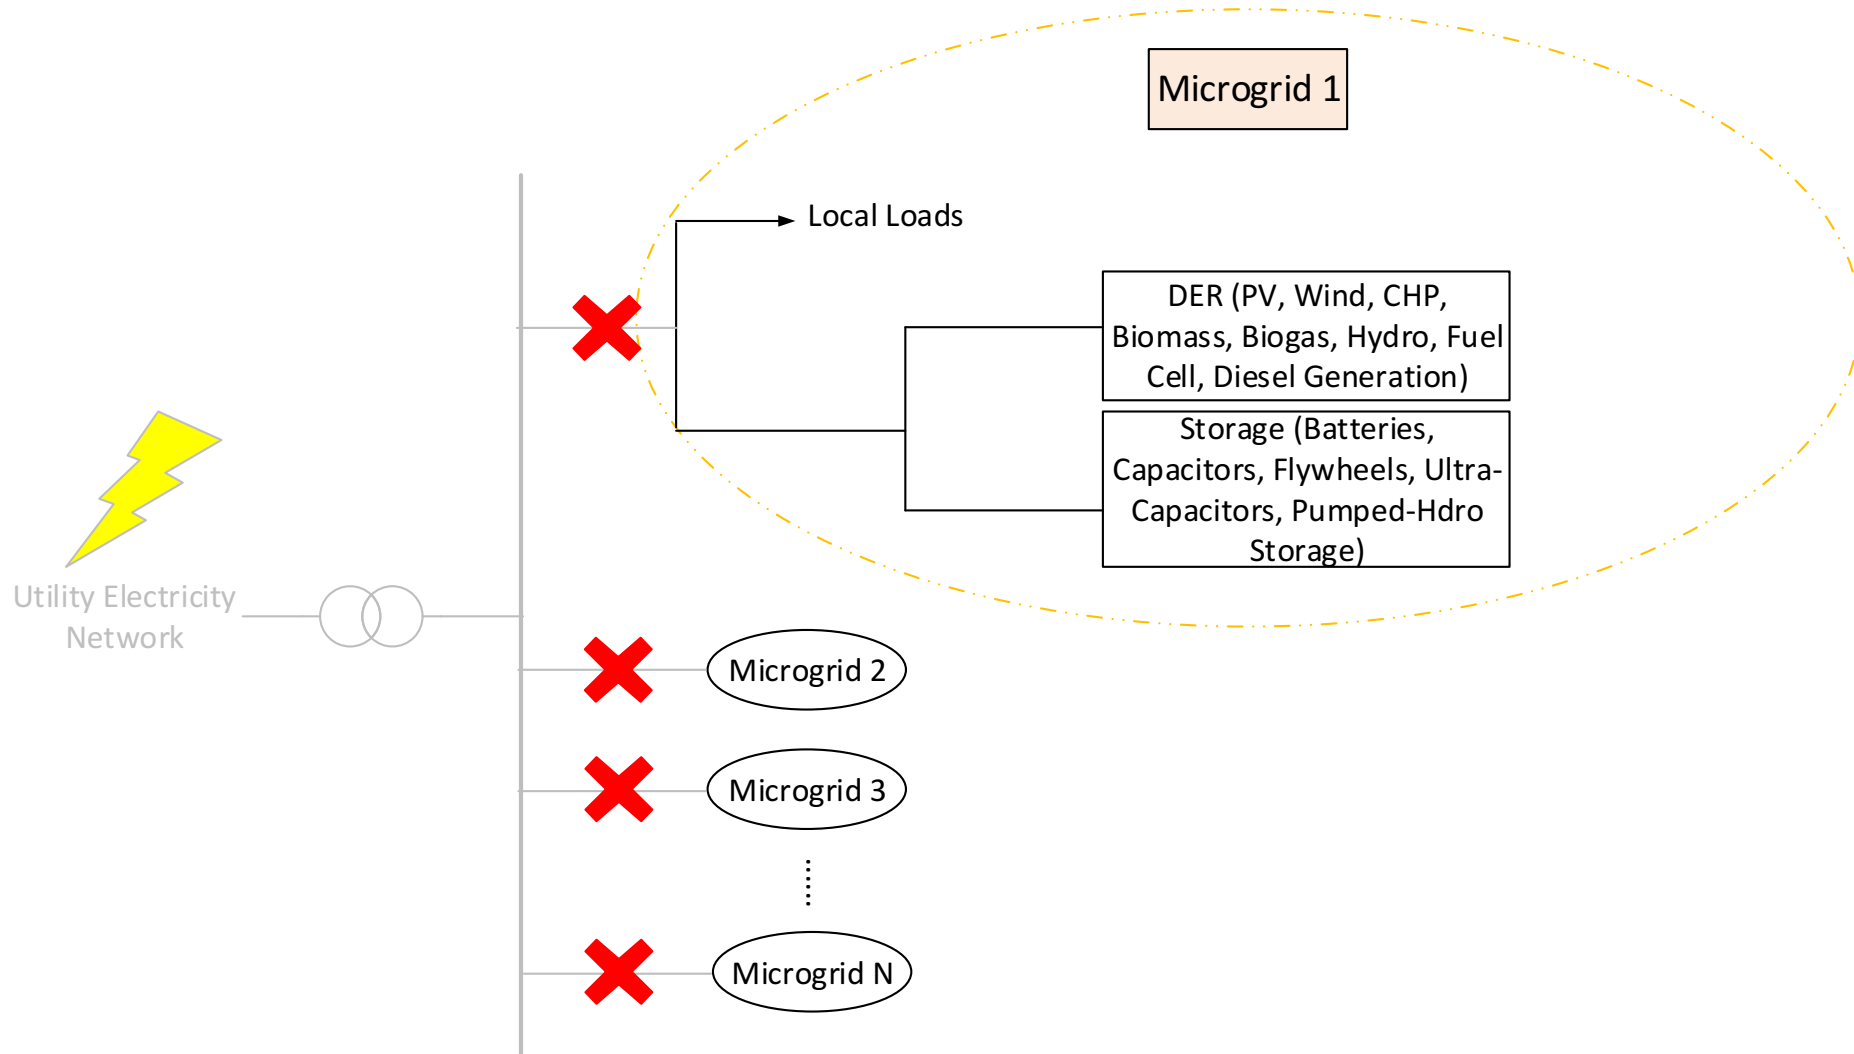 Microgrid 1
Local Loads
DER (PV, Wind, CHP,
Biomass, Biogas, Hydro, Fuel
Cell, Diesel Generation)
Storage (Batteries,
Capacitors, Flywheels, Ultra-
Capacitors, Pumped-Hdro
Storage)
Utility Electricity
Network
Microgrid 2
Microgrid 3
Microgrid N